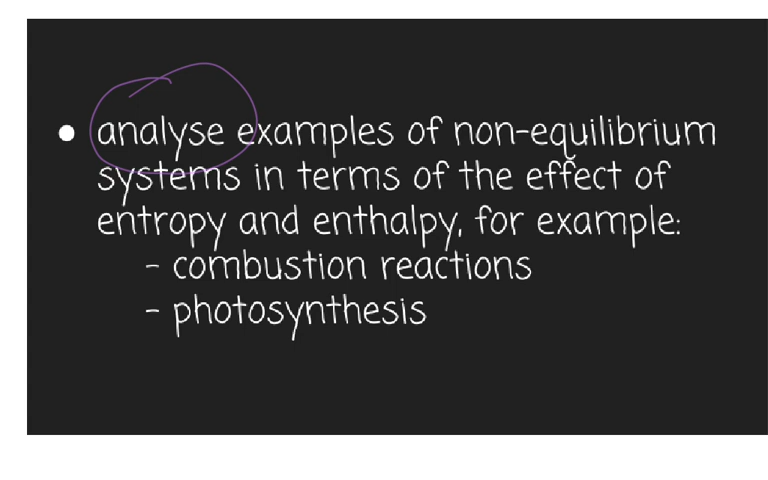 • analyse examples of non-equilibrium
systems in terms of the effect of
entropy and enthalpy, for example:
- combustion reactions
- photosynthesis